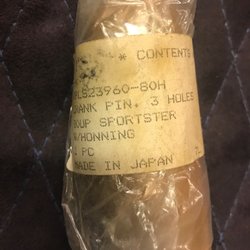 * CONTENTS
23960-80H
CRANK PIN, 3 HOLES
SPORTSTER
W/HONNING
PC
MADE IN JAPAN